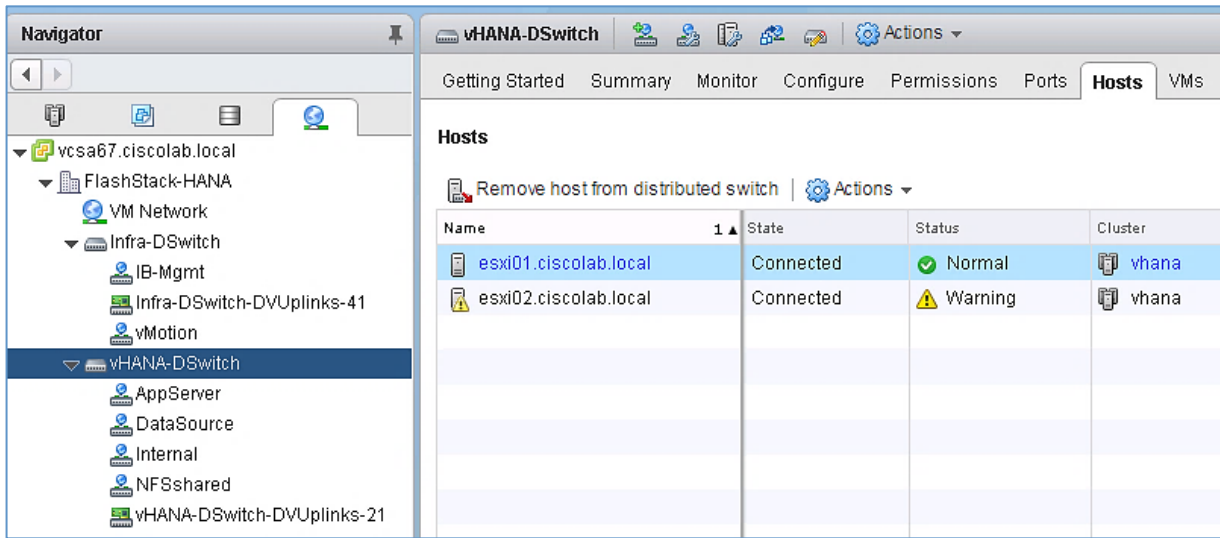 Navigator
vcsa67.ciscolab.local
FlashStack-HANA
VM Network
Infra-DSwitch
IB-Mgmt
Infra-DSwitch-DVUplinks-41
vMotion
vHANA-DSwitch
AppServer
DataSource
Internal
NFSshared
vHANA-DSwitch-DVUplinks-21
vHANA-DSwitch Actions
Getting Started Summary Monitor Configure Permissions Ports Hosts VMs
Hosts
Remove host from distributed switch Actions
Name 1 State Status Cluster
esxi01.ciscolab.local Connected Normal vhana
esxi02.ciscolab.local Connected Warning vhana